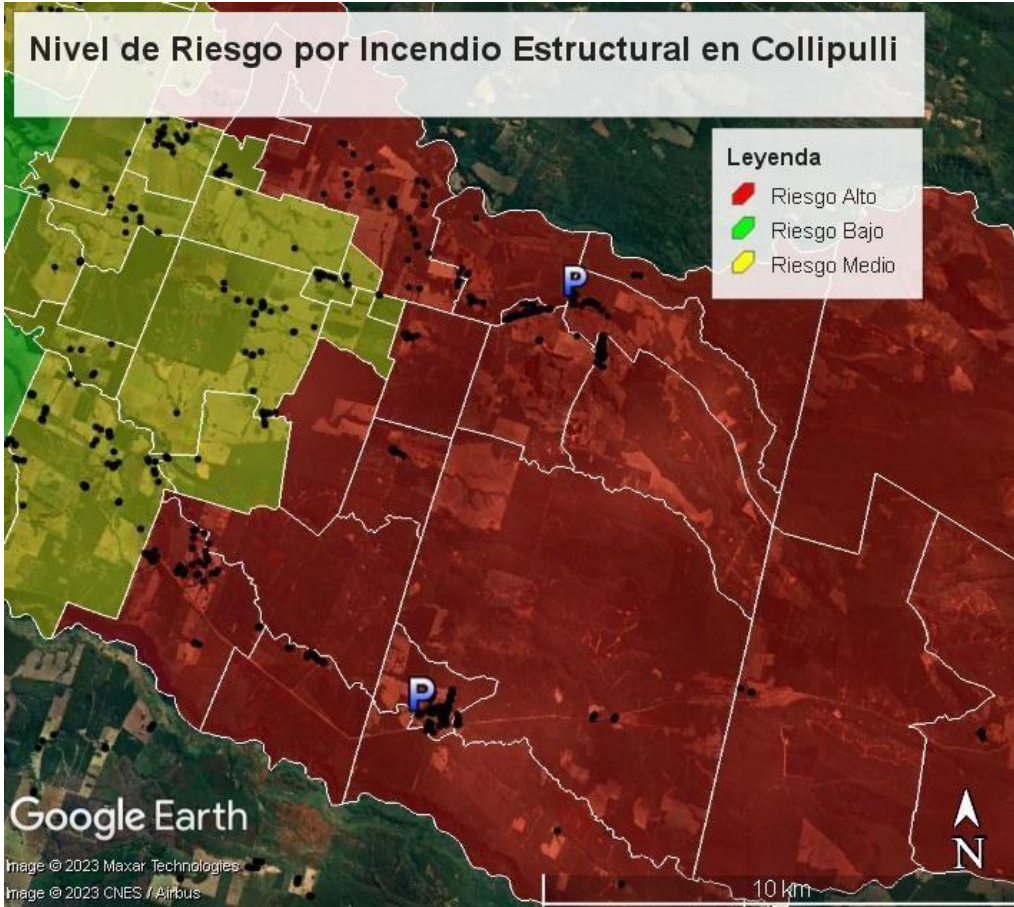 Nivel de Riesgo por Incendio Estructural en Collipulli
Leyenda
Riesgo Alto
Riesgo Bajo
Riesgo Medio
P
P
Google Earth
Image © 2023 Maxar Technologies
Image © 2023 CNES / Airbus
10 km
N